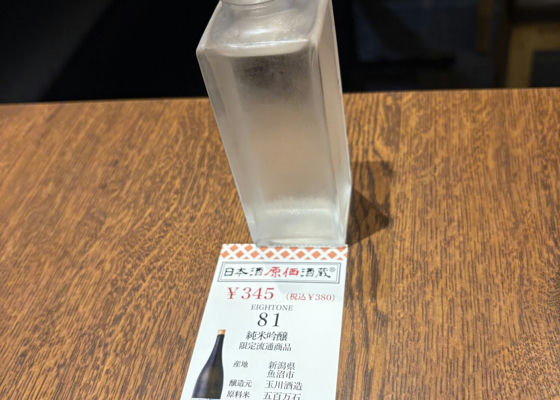 日本酒原価酒蔵®
￥345 (税込￥380)
EIGHTONE
81
純米吟醸
限定流通商品
産地 新潟県
魚沼市
醸造元 玉川酒造
原料米 五百万石